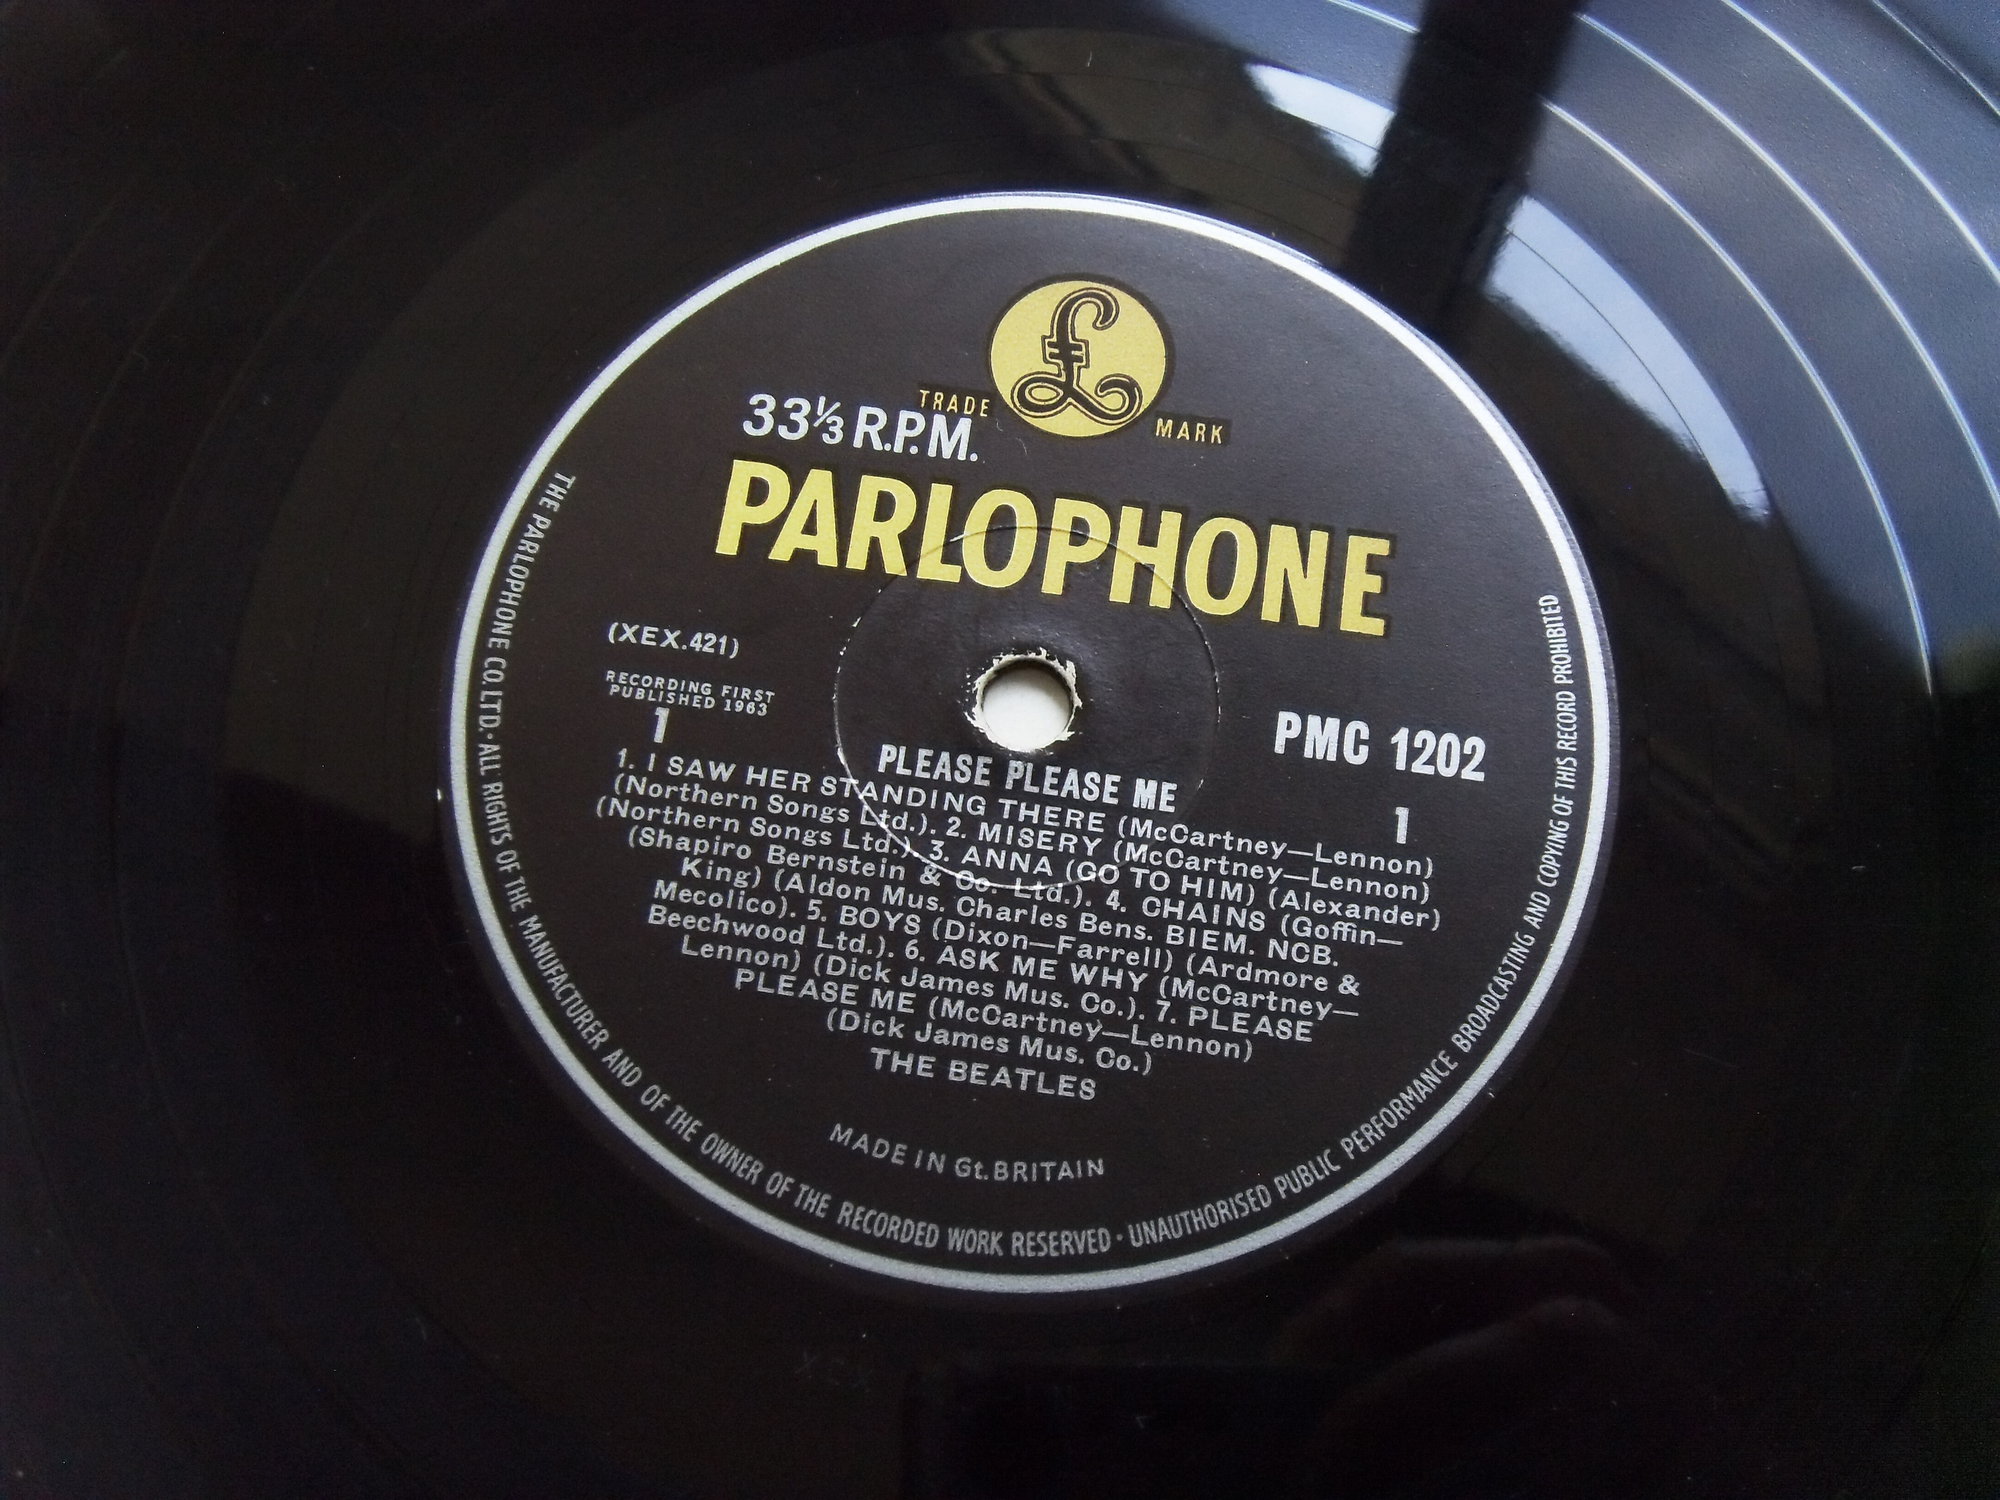 £
TRADE MARK
33⅓ R.P.M.
PARLOPHONE
(XEX.421)
RECORDING FIRST
PUBLISHED 1963
1
PMC 1202
1
PLEASE PLEASE ME
1. I SAW HER STANDING THERE (McCartney—Lennon)
(Northern Songs Ltd.). 2. MISERY (McCartney—Lennon)
(Northern Songs Ltd.). 3. ANNA (GO TO HIM) (Alexander)
(Shapiro Bernstein & Co. Ltd.). 4. CHAINS (Goffin—
King) (Aldon Mus. Charles Bens. BIEM. NCB.
Mecolico). 5. BOYS (Dixon—Farrell) (Ardmore &
Beechwood Ltd.). 6. ASK ME WHY (McCartney—
Lennon) (Dick James Mus. Co.). 7. PLEASE
PLEASE ME (McCartney—Lennon)
(Dick James Mus. Co.)
THE BEATLES
MADE IN Gt. BRITAIN
THE PARLOPHONE CO. LTD. · ALL RIGHTS OF THE MANUFACTURER AND OF THE OWNER OF THE RECORDED WORK RESERVED · UNAUTHORISED PUBLIC PERFORMANCE BROADCASTING AND COPYING OF THIS RECORD PROHIBITED